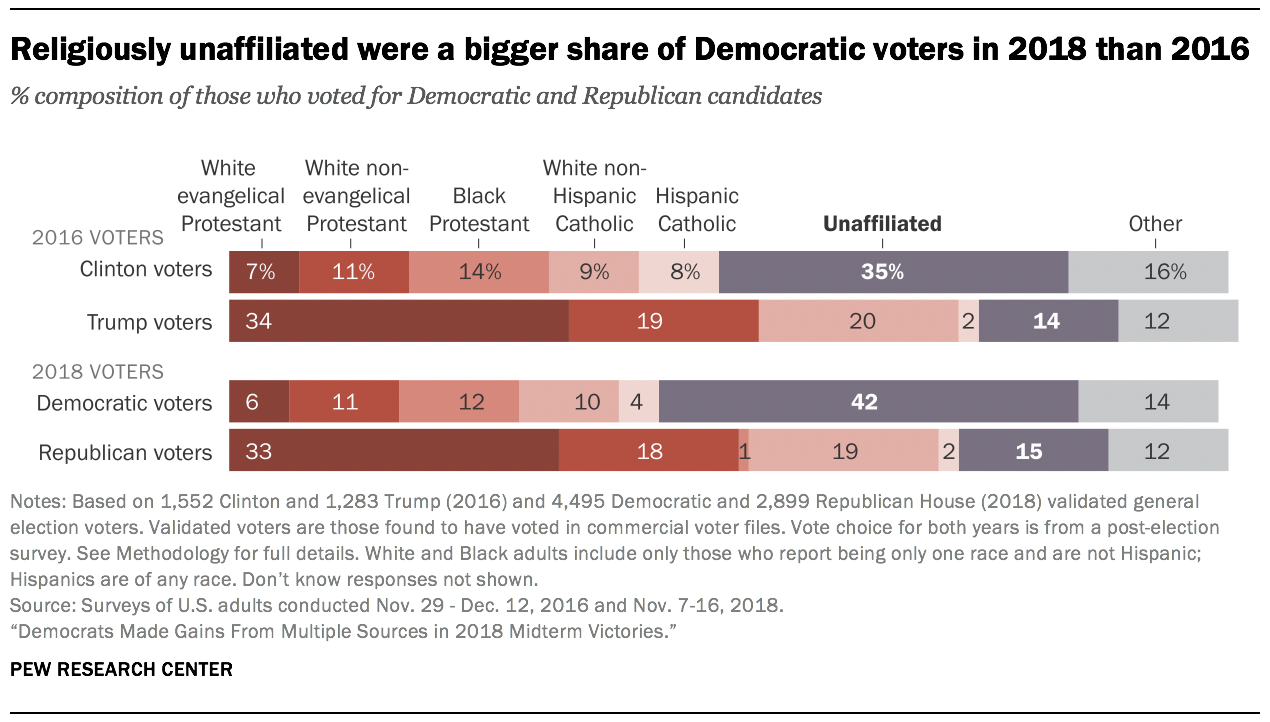 Religiously unaffiliated were a bigger share of Democratic voters in 2018 than 2016
% composition of those who voted for Democratic and Republican candidates
White evangelical Protestant
White non-evangelical Protestant
Black Protestant
White non-Hispanic Catholic
Hispanic Catholic
Unaffiliated
Other
2016 VOTERS
Clinton voters 7% 11% 14% 9% 8% 35% 16%
Trump voters 34 19 20 2 14 12
2018 VOTERS
Democratic voters 6 11 12 10 4 42 14
Republican voters 33 18 1 19 2 15 12
Notes: Based on 1,552 Clinton and 1,283 Trump (2016) and 4,495 Democratic and 2,899 Republican House (2018) validated general
election voters. Validated voters are those found to have voted in commercial voter files. Vote choice for both years is from a post-election
survey. See Methodology for full details. White and Black adults include only those who report being only one race and are not Hispanic;
Hispanics are of any race. Don’t know responses not shown.
Source: Surveys of U.S. adults conducted Nov. 29 - Dec. 12, 2016 and Nov. 7-16, 2018.
“Democrats Made Gains From Multiple Sources in 2018 Midterm Victories.”
PEW RESEARCH CENTER